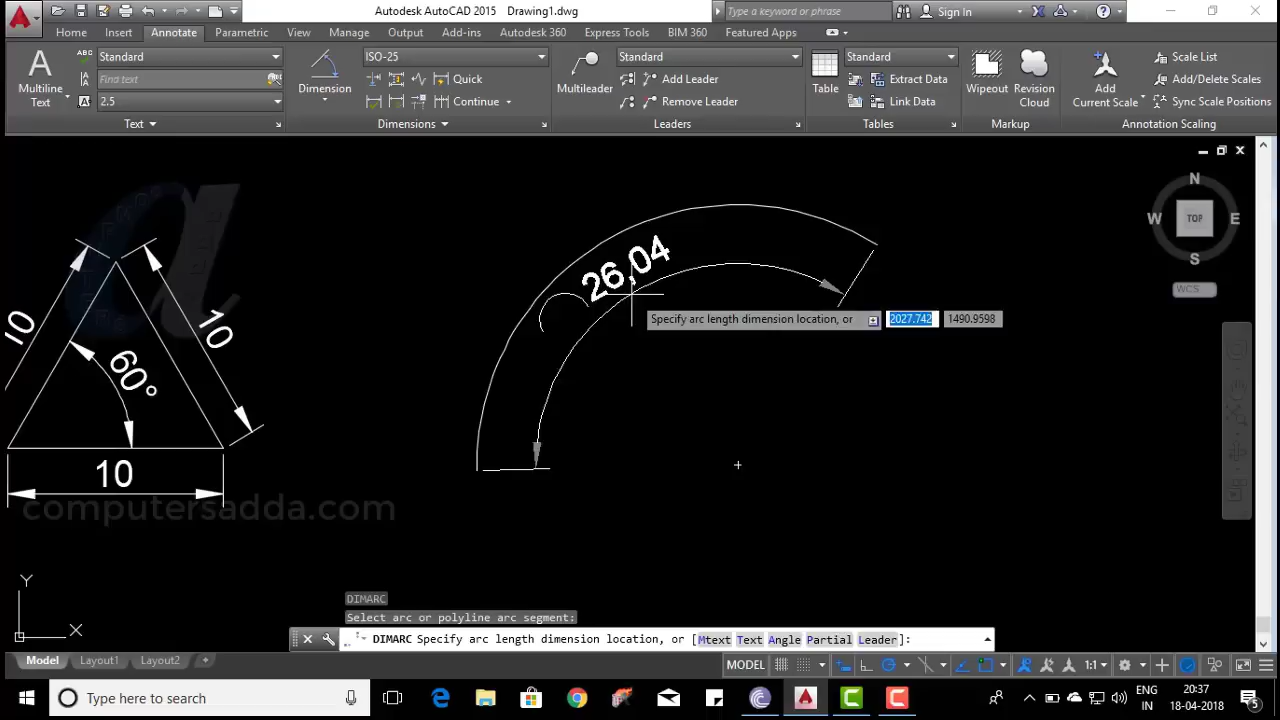 Autodesk AutoCAD 2015 Drawing1.dwg
Type a keyword or phrase
Sign In
Home Insert Annotate Parametric View Manage Output Add-ins Autodesk 360 Express Tools BIM 360 Featured Apps
Multiline
Text
ABC
Standard
Find text
ABC
2.5
Text
Dimension
ISO-25
Quick
Continue
Dimensions
Multileader
Standard
Add Leader
Remove Leader
Leaders
Table
Standard
Extract Data
Link Data
Tables
Wipeout
Revision
Cloud
Markup
Add
Current Scale
Scale List
Add/Delete Scales
Sync Scale Positions
Annotation Scaling
N
W TOP E
S
WCS
10
10
60°
10
26,04
Specify arc length dimension location, or 2027.742 1490.9598
computersadda.com
Y
X
DIMARC
Select arc or polyline arc segment:
DIMARC Specify arc length dimension location, or [Mtext Text Angle Partial Leader]:
Model Layout1 Layout2 +
MODEL
1:1
Type here to search
ENG
IN
20:37
18-04-2018
5